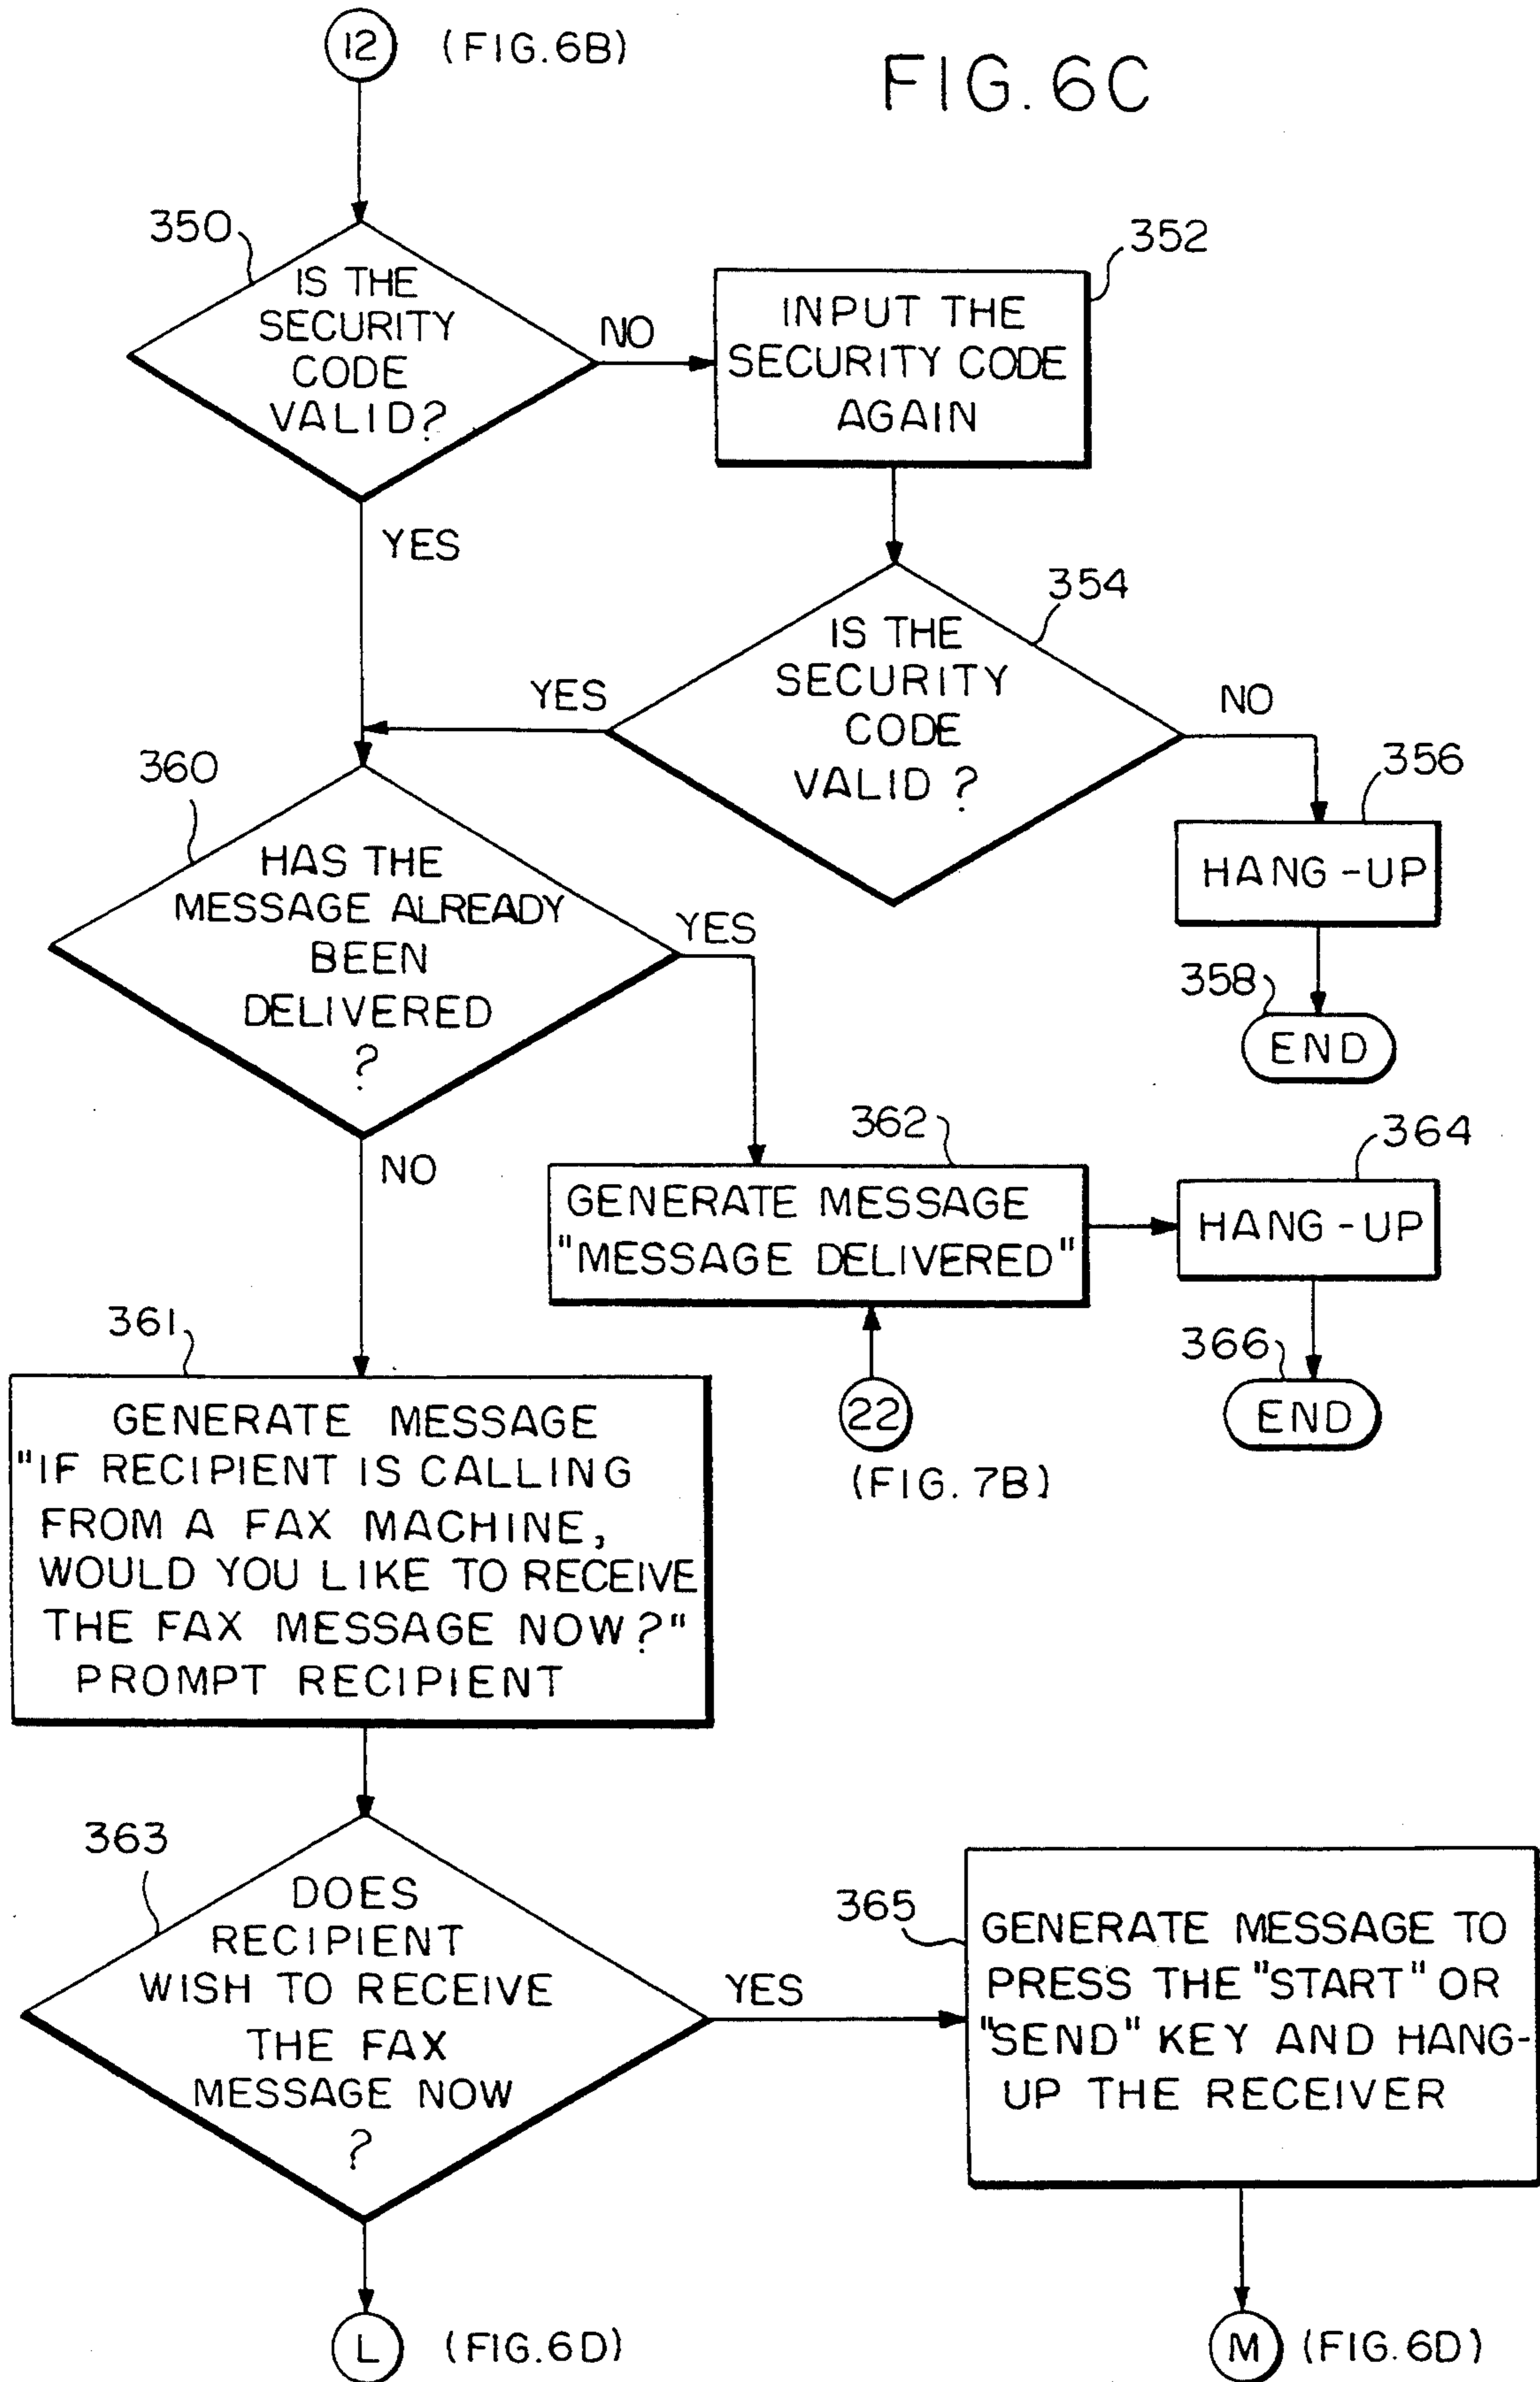 12 (FIG.6B)
FIG.6C
350
IS THE
SECURITY
CODE
VALID?
NO
YES
352
INPUT THE
SECURITY CODE
AGAIN
354
IS THE
SECURITY
CODE
VALID ?
YES
NO
356
HANG-UP
358
END
360
HAS THE
MESSAGE ALREADY
BEEN
DELIVERED
?
YES
NO
362
GENERATE MESSAGE
"MESSAGE DELIVERED"
364
HANG-UP
366
END
22
(FIG. 7B)
361
GENERATE MESSAGE
"IF RECIPIENT IS CALLING
FROM A FAX MACHINE,
WOULD YOU LIKE TO RECEIVE
THE FAX MESSAGE NOW?"
PROMPT RECIPIENT
363
DOES
RECIPIENT
WISH TO RECEIVE
THE FAX
MESSAGE NOW
?
YES
365
GENERATE MESSAGE TO
PRESS THE "START" OR
"SEND" KEY AND HANG-
UP THE RECEIVER
L (FIG.6D)
M (FIG.6D)